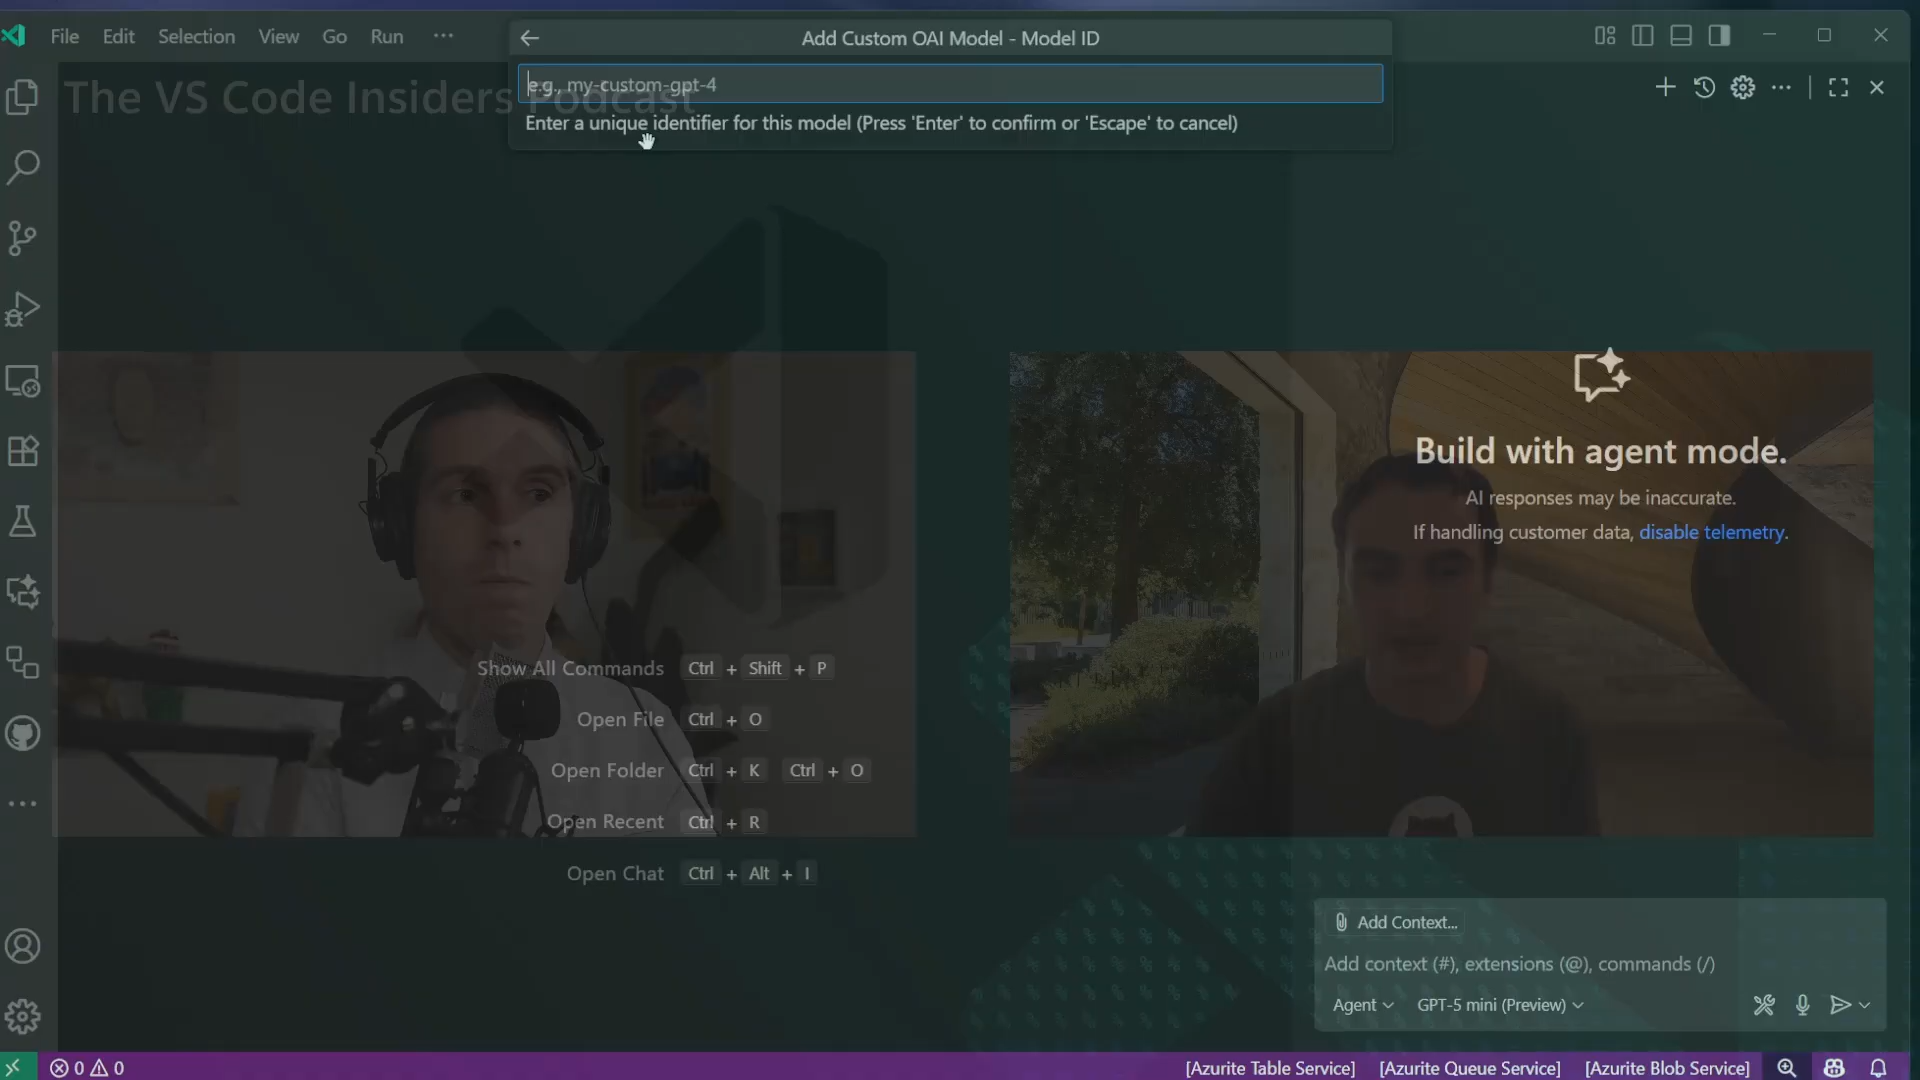 File Edit Selection View Go Run ···
Add Custom OAI Model - Model ID
e.g., my-custom-gpt-4
The VS Code Insiders Podcast
Enter a unique identifier for this model (Press 'Enter' to confirm or 'Escape' to cancel)
Build with agent mode.
AI responses may be inaccurate.
If handling customer data, disable telemetry.
Show All Commands Ctrl + Shift + P
Open File Ctrl + O
Open Folder Ctrl + K Ctrl + O
Open Recent Ctrl + R
Open Chat Ctrl + Alt + I
Add Context...
Add context (#), extensions (@), commands (/)
Agent GPT-5 mini (Preview)
0 0 [Azurite Table Service] [Azurite Queue Service] [Azurite Blob Service]